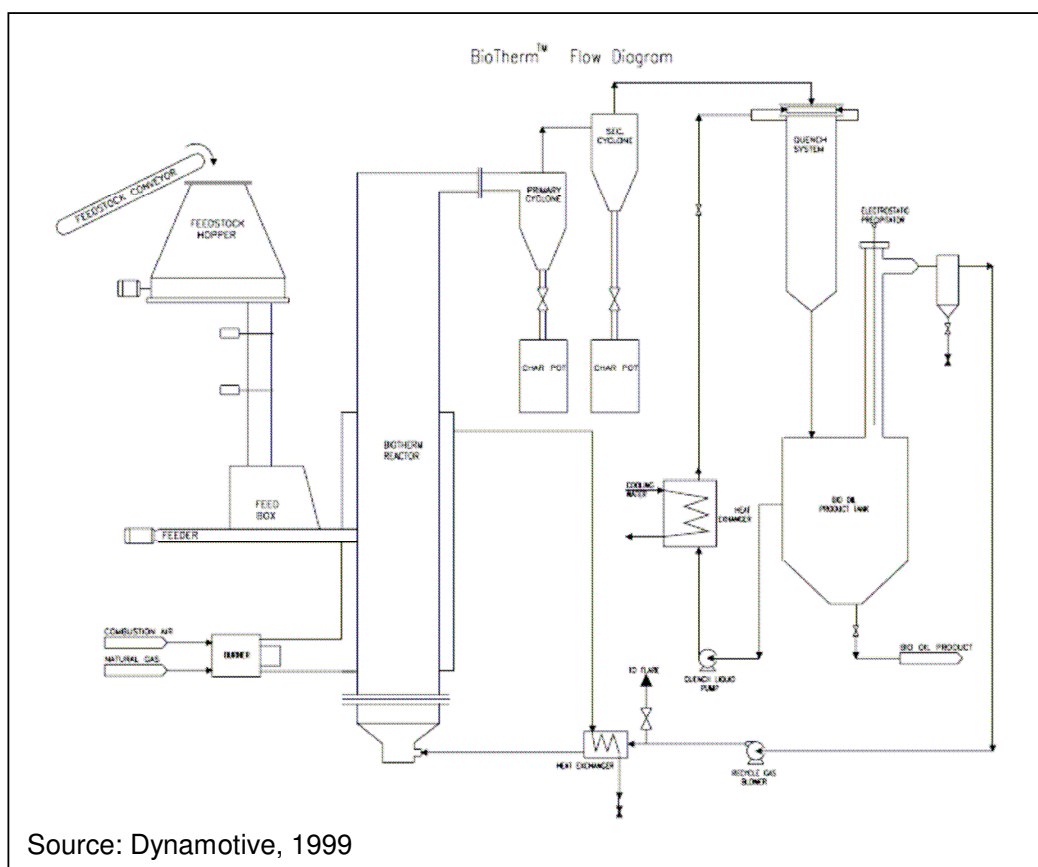 BioTherm™ Flow Diagram
FEEDSTOCK CONVEYOR
FEEDSTOCK
HOPPER
FEED
BOX
FEEDER
COMBUSTION AIR
NATURAL GAS
BURNER
BIOTHERM
REACTOR
PRIMARY
CYCLONE
SEC.
CYCLONE
CHAR POT
CHAR POT
QUENCH
SYSTEM
ELECTROSTATIC
PRECIPITATOR
COOLING
WATER
HEAT
EXHANGER
BIO OIL
PRODUCT TANK
QUENCH LIQUID
PUMP
BIO OIL PRODUCT
TO FLARE
HEAT EXCHANGER
RECYCLE GAS
BLOWER
Source: Dynamotive, 1999